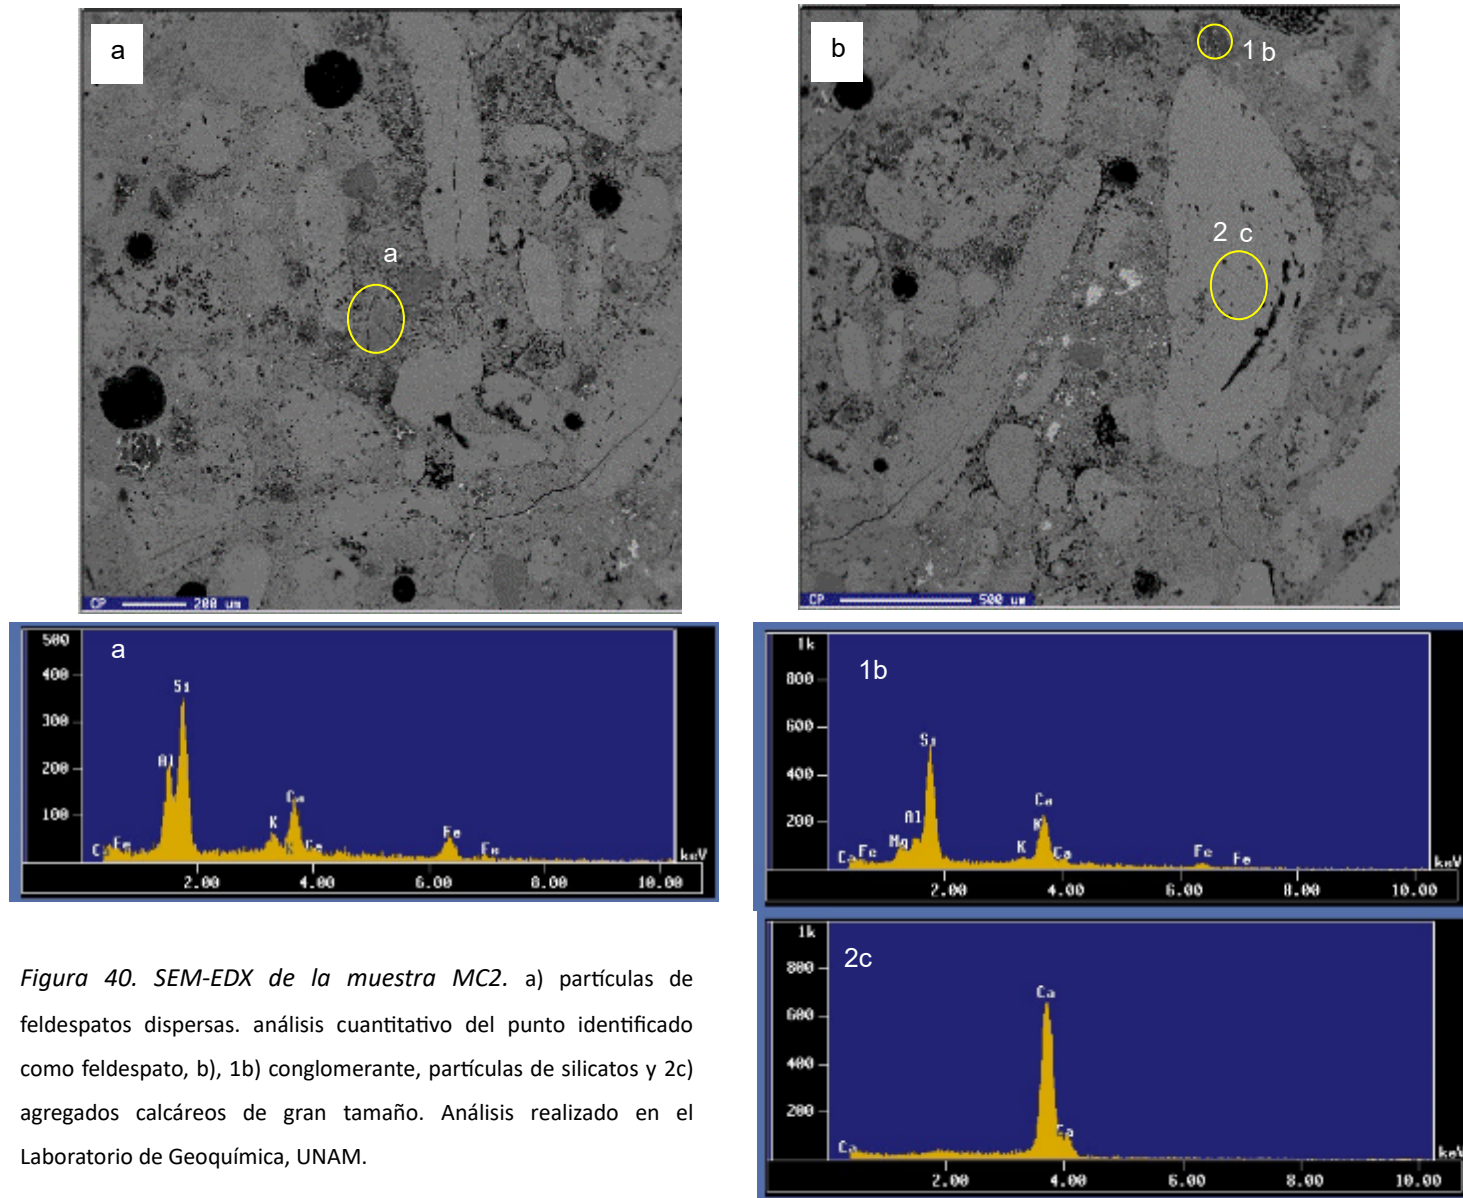 a
a
CP 200 um
b
1 b
2 c
CP 500 um
500
400
300
200
100
a
Si
Al
K
Ca
K
Ca
Fe
Fe
Ca
Fe
keV
2.00 4.00 6.00 8.00 10.00
1k
800
600
400
200
1b
Si
Al
Mg
Ca
K
K
Ca
Fe
Fe
Ca
Fe
keV
2.00 4.00 6.00 8.00 10.00
1k
800
600
400
200
2c
Ca
Ca
Ca
keV
2.00 4.00 6.00 8.00 10.00
Figura 40. SEM-EDX de la muestra MC2. a) partículas de
feldespatos dispersas. análisis cuantitativo del punto identificado
como feldespato, b), 1b) conglomerante, partículas de silicatos y 2c)
agregados calcáreos de gran tamaño. Análisis realizado en el
Laboratorio de Geoquímica, UNAM.